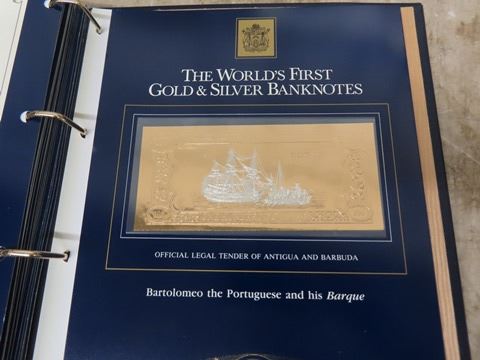 THE WORLD'S FIRST
GOLD & SILVER BANKNOTES
OFFICIAL LEGAL TENDER OF ANTIGUA AND BARBUDA
Bartolomeo the Portuguese and his Barque